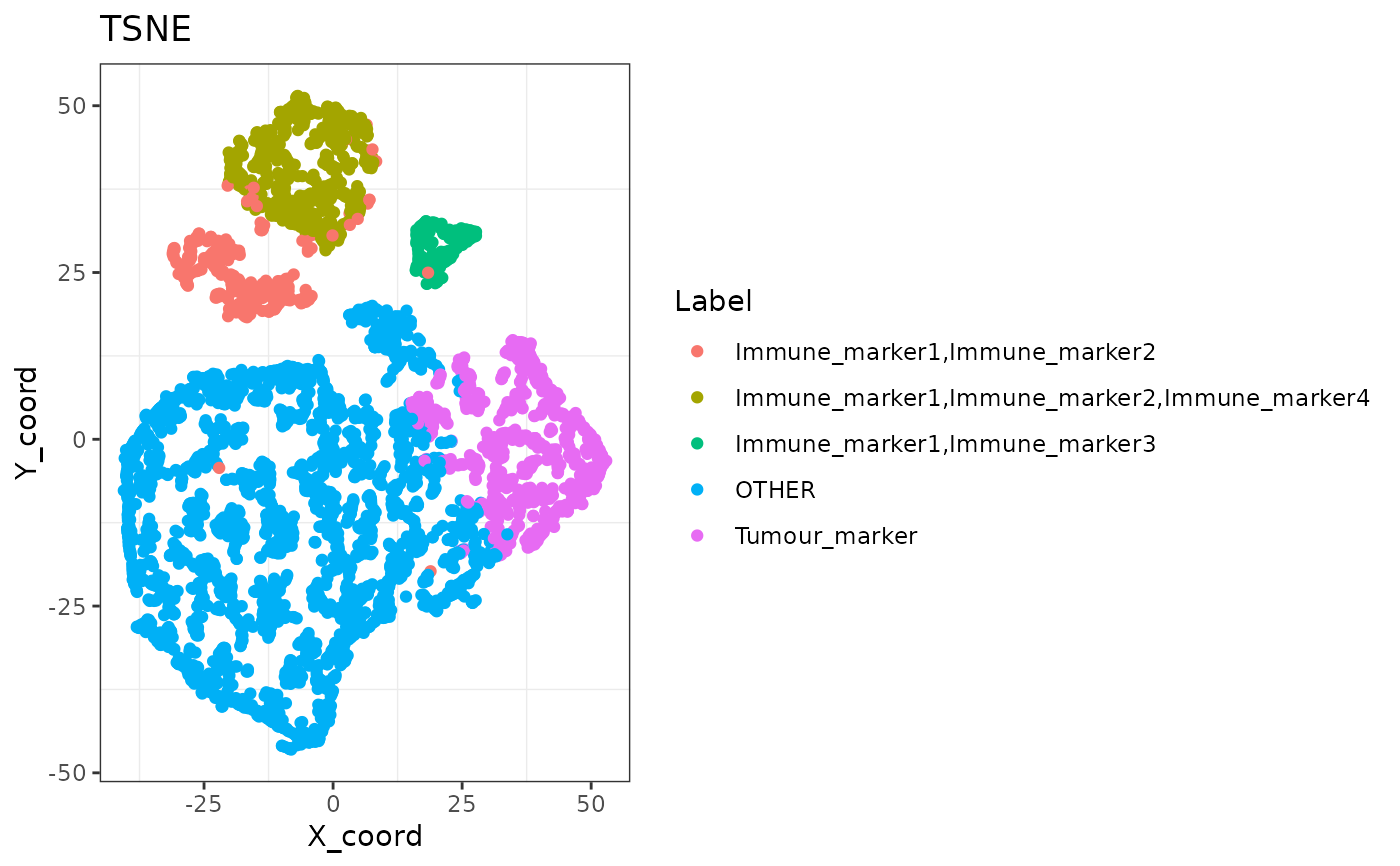 TSNE
50
25
0
-25
-50
Y_coord
-25 0 25 50
X_coord
Label
Immune_marker1,Immune_marker2
Immune_marker1,Immune_marker2,Immune_marker4
Immune_marker1,Immune_marker3
OTHER
Tumour_marker